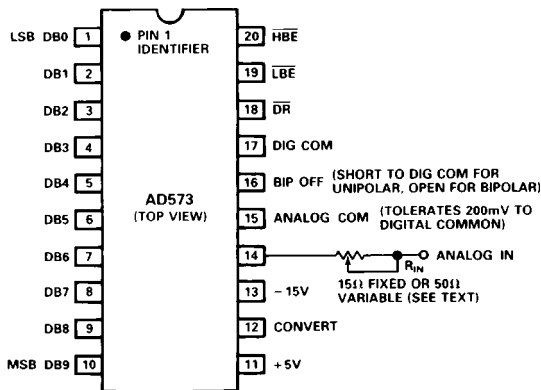 LSB DB0 1
PIN 1
IDENTIFIER
20 HBE
DB1 2
19 LBE
DB2 3
18 DR
DB3 4
17 DIG COM
DB4 5
16 BIP OFF (SHORT TO DIG COM FOR
UNIPOLAR, OPEN FOR BIPOLAR)
AD573
(TOP VIEW)
DB5 6
15 ANALOG COM (TOLERATES 200mV TO
DIGITAL COMMON)
DB6 7
14 ANALOG IN
RIN
15Ω FIXED OR 50Ω
VARIABLE (SEE TEXT)
DB7 8
13 –15V
DB8 9
12 CONVERT
MSB DB9 10
11 +5V